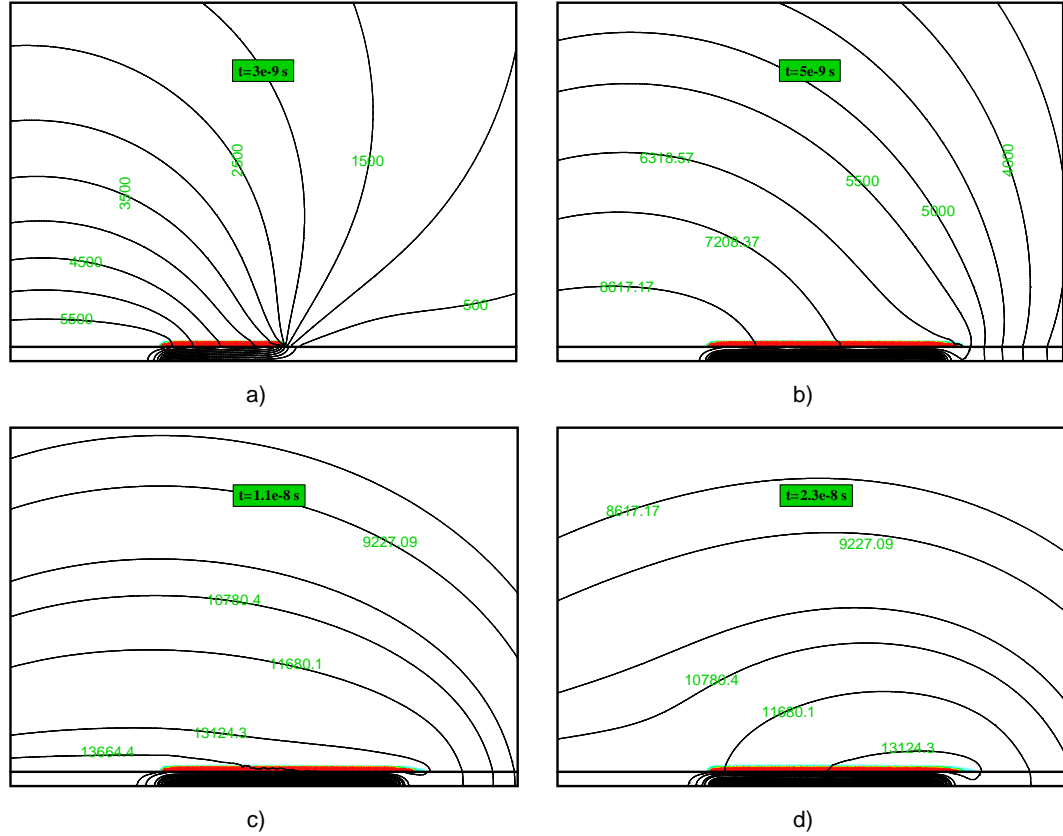 t=3e-9 s
2500
1500
3500
4500
500
5500
a)
t=5e-9 s
6318.57
4000
5500
5000
7208.37
8617.17
b)
t=1.1e-8 s
9227.09
10780.4
11680.1
13124.3
13664.4
c)
t=2.3e-8 s
8617.17
9227.09
10780.4
11680.1
13124.3
d)